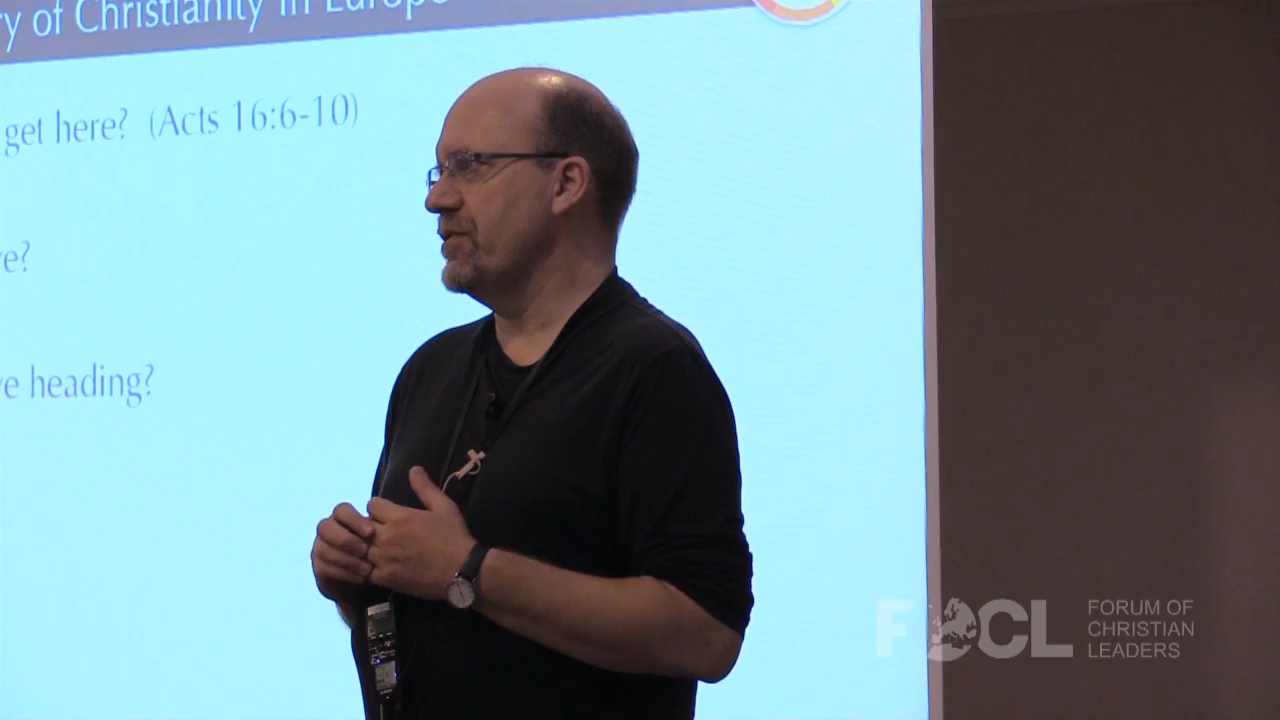 of Christianity in Europe
get here? (Acts 16:6-10)
heading?
FOCL
FORUM OF
CHRISTIAN
LEADERS